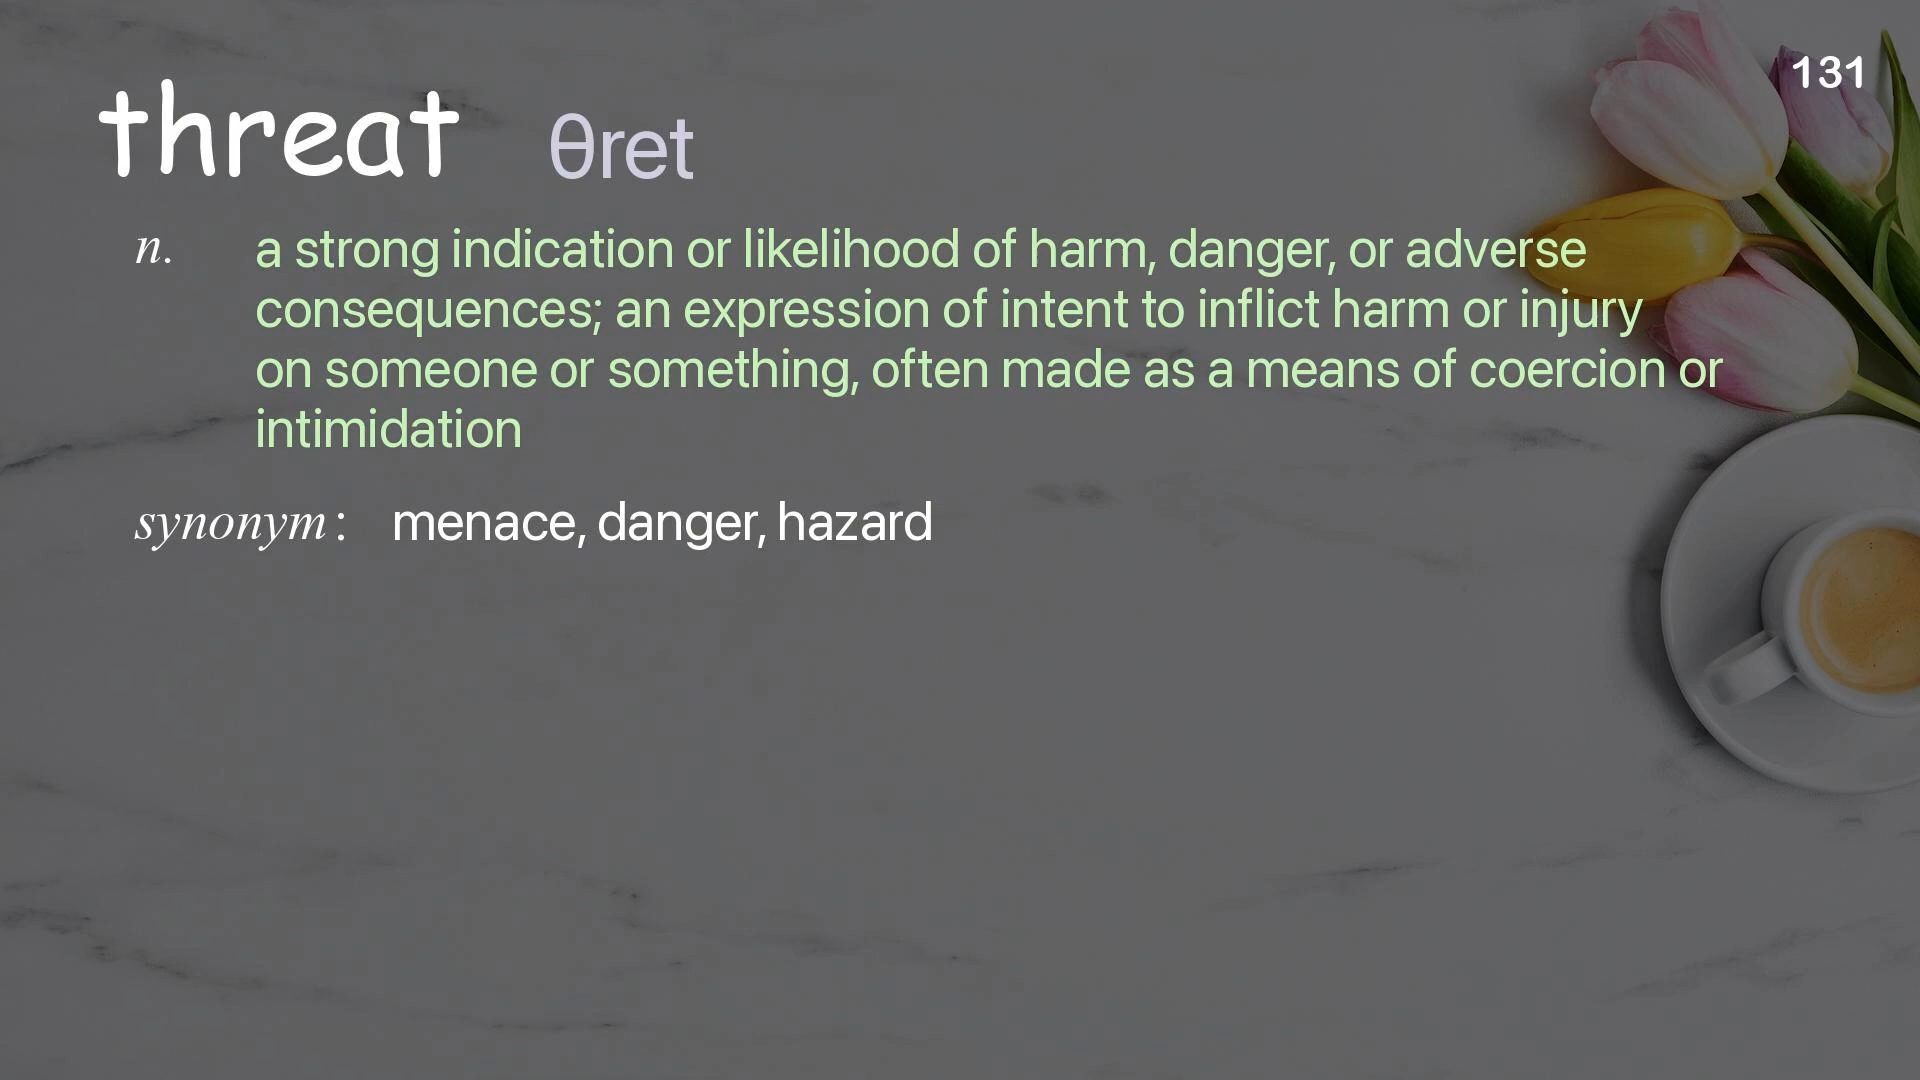 131
threat θret
n. a strong indication or likelihood of harm, danger, or adverse
consequences; an expression of intent to inflict harm or injury
on someone or something, often made as a means of coercion or
intimidation
synonym : menace, danger, hazard